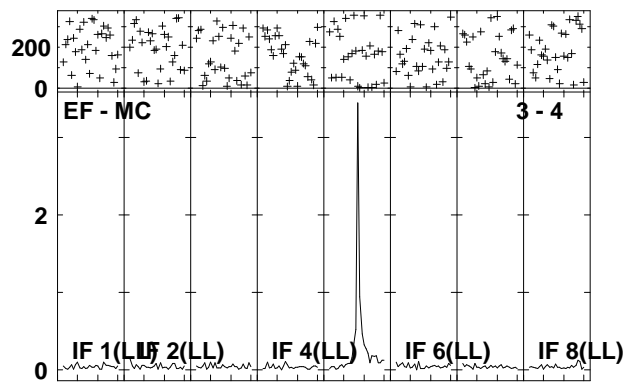 200
0
EF - MC 3 - 4
2
IF 1(LL) IF 2(LL) IF 4(LL) IF 6(LL) IF 8(LL)
0